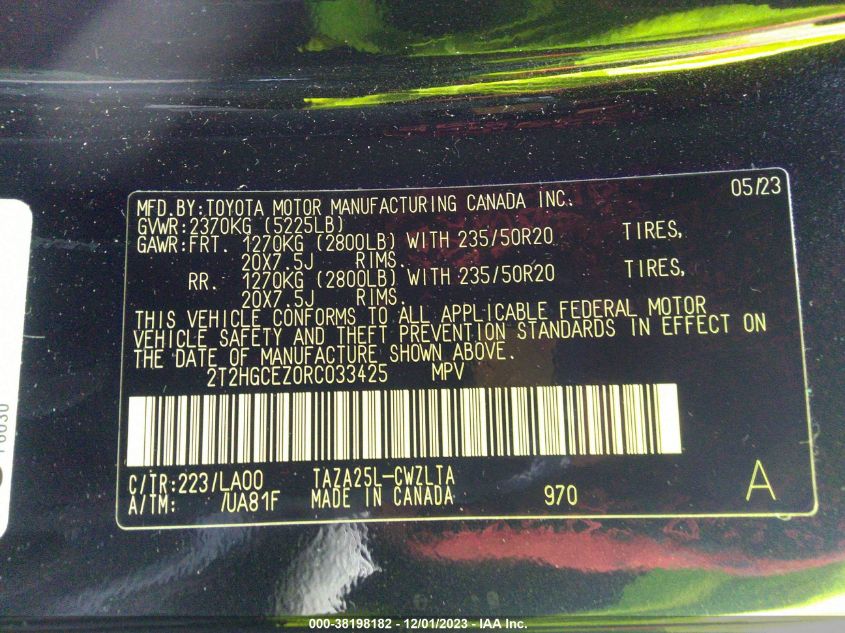 05/23
MFD.BY:TOYOTA MOTOR MANUFACTURING CANADA INC.
GVWR:2370KG (5225LB)
GAWR:FRT. 1270KG (2800LB) WITH 235/50R20 TIRES,
20X7.5J RIMS.
RR. 1270KG (2800LB) WITH 235/50R20 TIRES,
20X7.5J RIMS.
THIS VEHICLE CONFORMS TO ALL APPLICABLE FEDERAL MOTOR
VEHICLE SAFETY AND THEFT PREVENTION STANDARDS IN EFFECT ON
THE DATE OF MANUFACTURE SHOWN ABOVE.
2T2HGCEZ0RC033425 MPV
C/TR:223/LA00 TAZA25L-CWZLTA
A/TM: /UA81F MADE IN CANADA 970 A
000-38198182 - 12/01/2023 - IAA Inc.